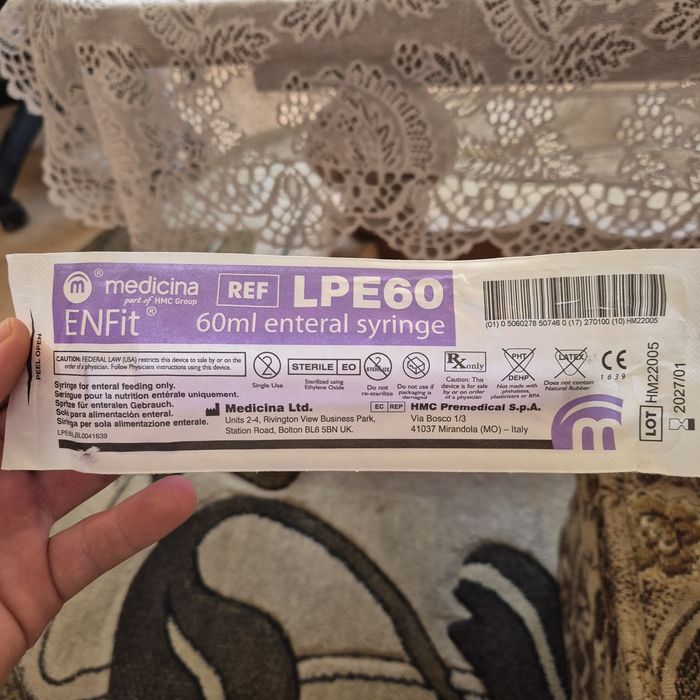 m® medicina
part of HMC Group
ENFit®
REF LPE60
60ml enteral syringe
(01) 0 5060278 50746 0 (17) 270100 (10) HM22005
PEEL OPEN
CAUTION: FEDERAL LAW (USA) restricts this device to sale by or on the
order of a physician. Follow Physicians instructions using this device.
2
Single Use
STERILE EO
Sterilized using
Ethylene Oxide
2
STERILIZE
Do not
re-sterilize
Do not use if
package is
damaged
Rx only
Caution: This
device is for sale
by or on order
of a physician
PHT
DEHP
Not made with
phthalates,
plasticizers or BPA
LATEX
Does not contain
Natural Rubber
CE
1639
Syringe for enteral feeding only.
Seringue pour la nutrition entérale uniquement.
Spritze für enteralen Gebrauch.
Solo para alimentación enteral.
Siringa per sola alimentazione enterale.
LPE6LBL0041639
Medicina Ltd.
Units 2-4, Rivington View Business Park,
Station Road, Bolton BL6 5BN UK.
EC REP HMC Premedical S.p.A.
Via Bosco 1/3
41037 Mirandola (MO) – Italy
m
LOT HM22005
2027/01